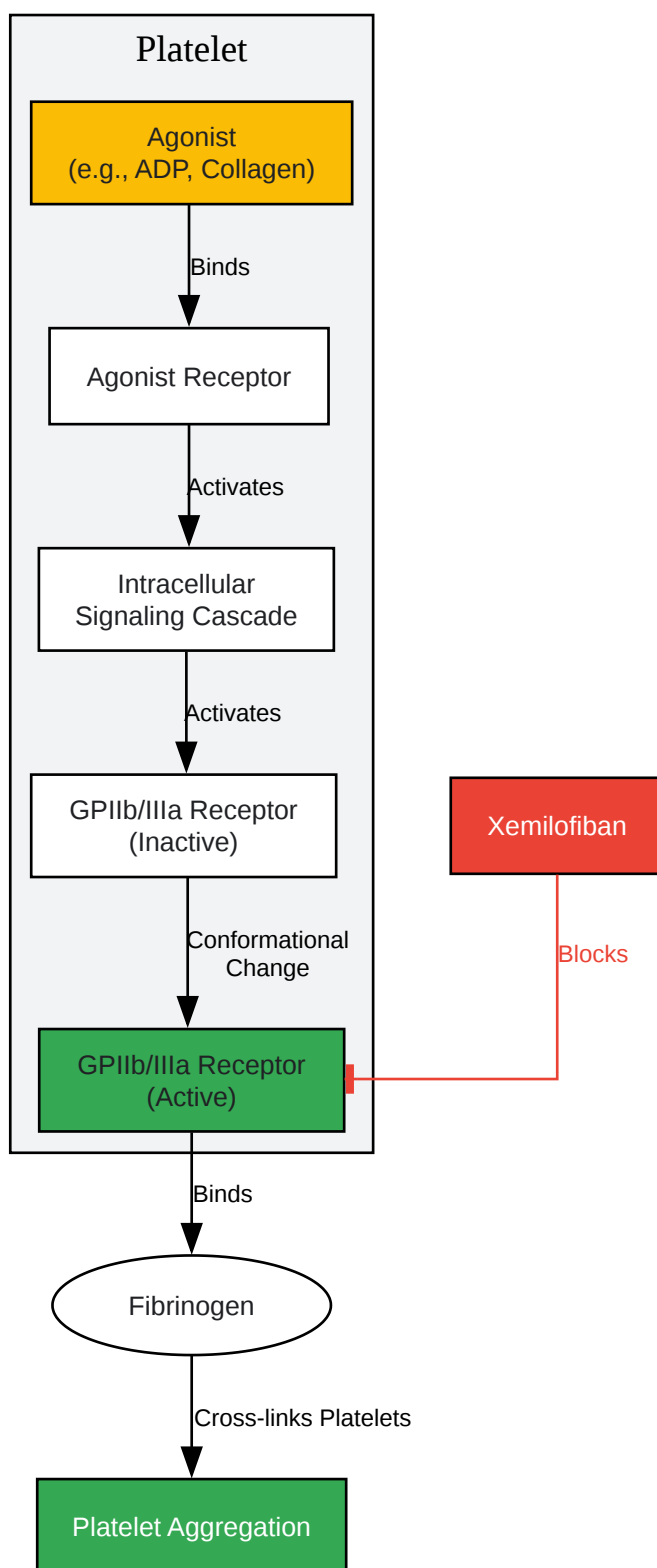 Platelet
Agonist
(e.g., ADP, Collagen)
Binds
Agonist Receptor
Activates
Intracellular
Signaling Cascade
Activates
GPIIb/IIIa Receptor
(Inactive)
Xemilofiban
Conformational
Change
Blocks
GPIIb/IIIa Receptor
(Active)
Binds
Fibrinogen
Cross-links Platelets
Platelet Aggregation